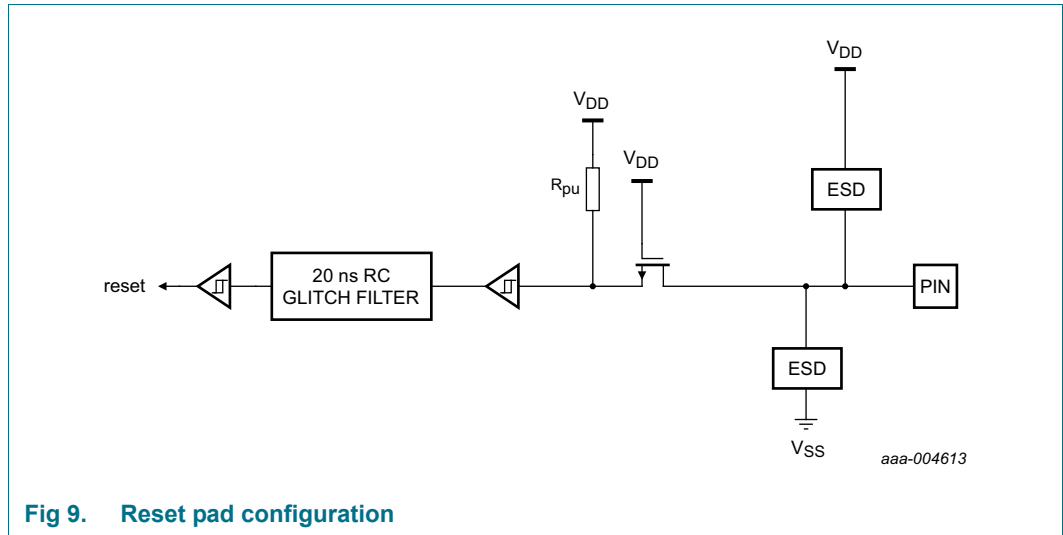 VDD
VDD
VDD
Rpu
ESD
reset
20 ns RC
GLITCH FILTER
PIN
ESD
VSS
aaa-004613
Fig 9. Reset pad configuration